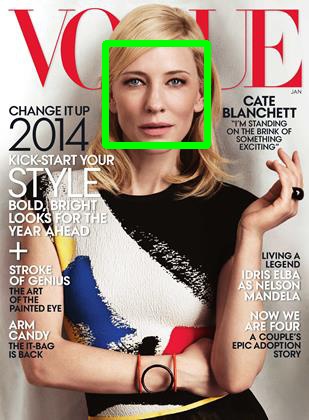 VOGUE
JAN
CHANGE IT UP
2014
KICK-START YOUR
STYLE
BOLD, BRIGHT
LOOKS FOR THE
YEAR AHEAD
+
STROKE
OF GENIUS
THE ART
OF THE
PAINTED EYE
ARM
CANDY
THE IT-BAG
IS BACK
CATE
BLANCHETT
"I'M STANDING
ON THE BRINK OF
SOMETHING
EXCITING"
LIVING A
LEGEND
IDRIS ELBA
AS NELSON
MANDELA
NOW WE
ARE FOUR
A COUPLE'S
EPIC ADOPTION
STORY